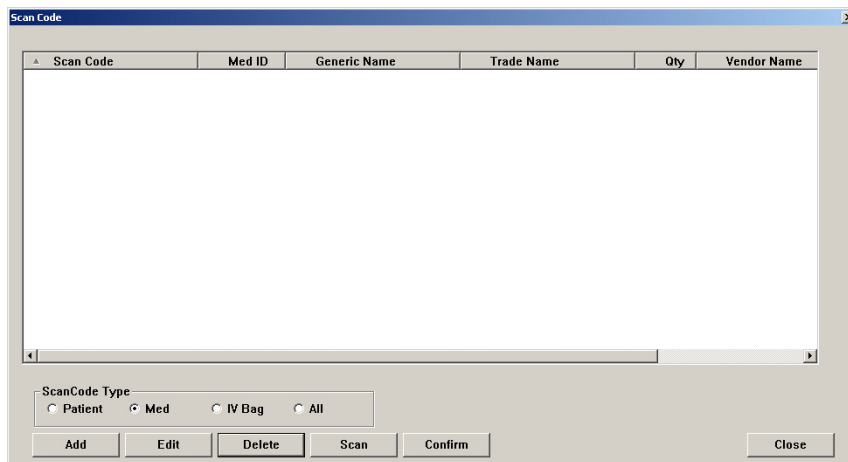 Scan Code
Scan Code Med ID Generic Name Trade Name Qty Vendor Name
ScanCode Type
Patient Med IV Bag All
Add Edit Delete Scan Confirm Close